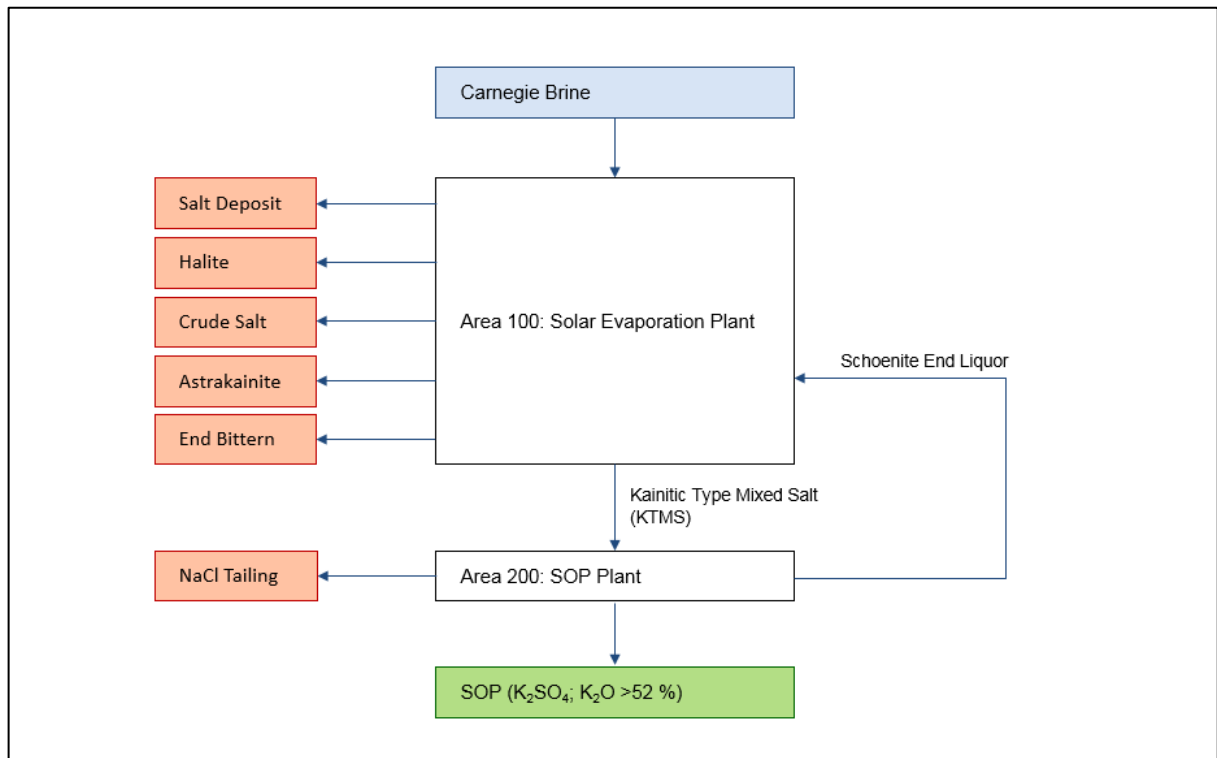 Carnegie Brine
Salt Deposit
Halite
Crude Salt
Area 100: Solar Evaporation Plant
Schoenite End Liquor
Astrakainite
End Bittern
Kainitic Type Mixed Salt
(KTMS)
NaCl Tailing
Area 200: SOP Plant
SOP (K₂SO₄; K₂O >52 %)